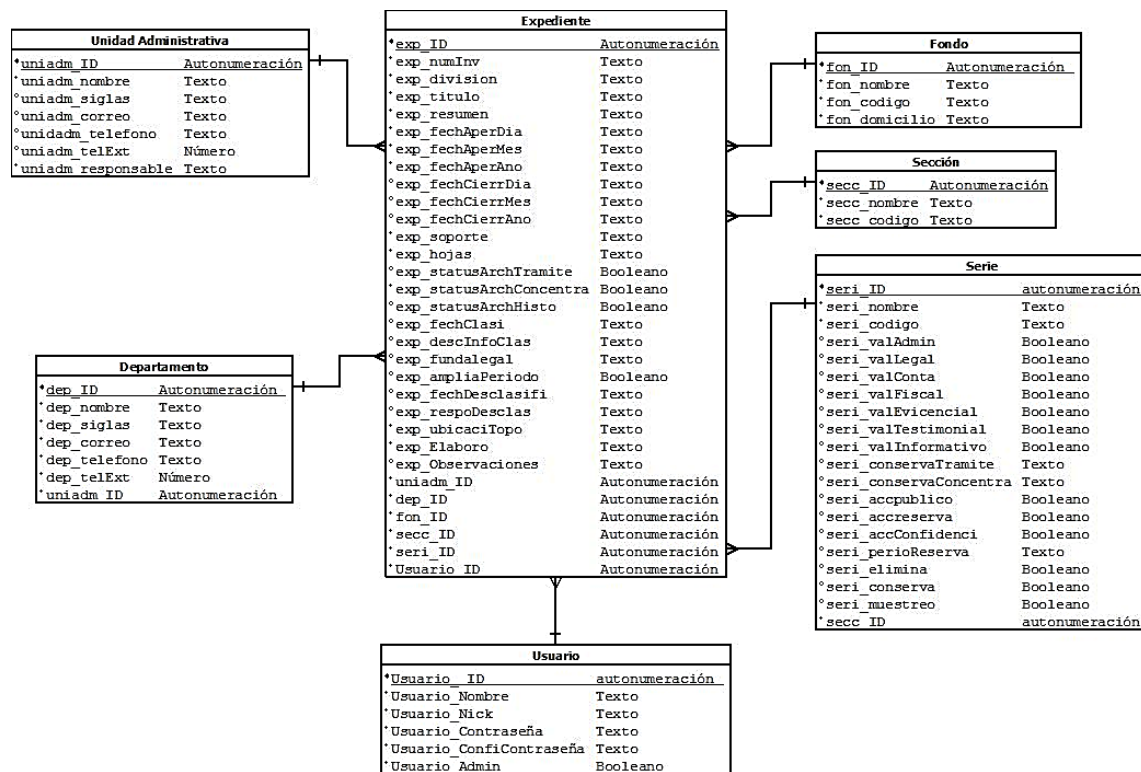 Expediente
*exp_ID Autonumeración
*exp_numInv Texto
*exp_division Texto
*exp_titulo Texto
*exp_resumen Texto
*exp_fechAperDia Texto
*exp_fechAperMes Texto
*exp_fechAperAno Texto
°exp_fechCierrDia Texto
°exp_fechCierrMes Texto
°exp_fechCierrAno Texto
*exp_soporte Texto
*exp_hojas Texto
°exp_statusArchTramite Booleano
°exp_statusArchConcentra Booleano
°exp_statusArchHisto Booleano
°exp_fechClasi Texto
°exp_descInfoClas Texto
°exp_fundalegal Texto
°exp_ampliaPeriodo Booleano
°exp_fechDesclasifi Texto
°exp_respoDesclas Texto
*exp_ubicaciTopo Texto
*exp_Elaboro Texto
°exp_Observaciones Texto
*uniadm_ID Autonumeración
*dep_ID Autonumeración
*fon_ID Autonumeración
*secc_ID Autonumeración
*seri_ID Autonumeración
*Usuario_ID Autonumeración
Unidad Administrativa
*uniadm_ID Autonumeración
*uniadm_nombre Texto
°uniadm_siglas Texto
°uniadm_correo Texto
°unidadm_telefono Texto
°uniadm_telExt Número
*uniadm_responsable Texto
Departamento
*dep_ID Autonumeración
*dep_nombre Texto
*dep_siglas Texto
*dep_correo Texto
*dep_telefono Texto
*dep_telExt Número
*uniadm_ID Autonumeración
Fondo
*fon_ID Autonumeración
*fon_nombre Texto
*fon_codigo Texto
*fon_domicilio Texto
Sección
*secc_ID Autonumeración
*secc_nombre Texto
*secc_codigo Texto
Serie
*seri_ID autonumeración
*seri_nombre Texto
*seri_codigo Texto
°seri_valAdmin Booleano
°seri_valLegal Booleano
°seri_valConta Booleano
°seri_valFiscal Booleano
°seri_valEvicencial Booleano
°seri_valTestimonial Booleano
°seri_valInformativo Booleano
°seri_conservaTramite Texto
°seri_conservaConcentra Texto
°seri_accpublico Booleano
°seri_accreserva Booleano
°seri_accConfidenci Booleano
°seri_perioReserva Texto
°seri_elimina Booleano
°seri_conserva Booleano
°seri_muestreo Booleano
*secc_ID autonumeración
Usuario
*Usuario_ID autonumeración
*Usuario_Nombre Texto
*Usuario_Nick Texto
*Usuario_Contraseña Texto
*Usuario_ConfiContraseña Texto
*Usuario_Admin Booleano